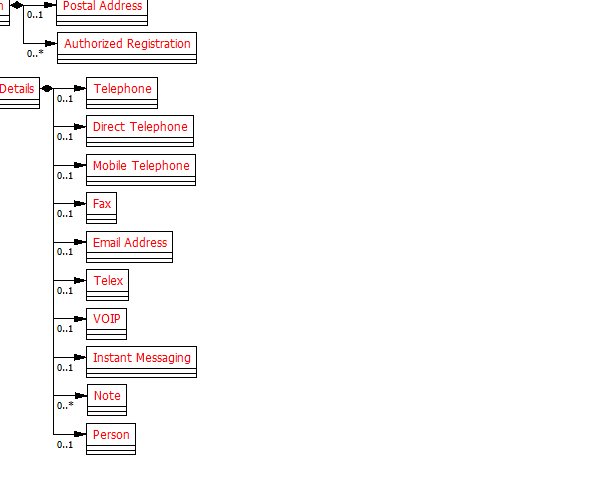 n
Postal Address
0..1
Authorized Registration
0..*
Details
Telephone
0..1
Direct Telephone
0..1
Mobile Telephone
0..1
Fax
0..1
Email Address
0..1
Telex
0..1
VOIP
0..1
Instant Messaging
0..1
Note
0..*
Person
0..1